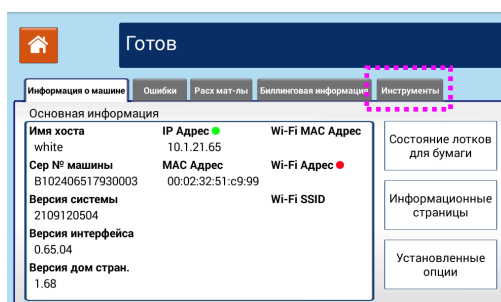 Готов
Информация о машине Ошибки Расх мат-лы Биллинговая информация Инструменты
Основная информация
Имя хоста IP Адрес Wi-Fi MAC Адрес
white 10.1.21.65
Сер № машины MAC Адрес Wi-Fi Адрес
B102406517930003 00:02:32:51:c9:99
Версия системы Wi-Fi SSID
2109120504
Версия интерфейса
0.65.04
Версия дом стран.
1.68
Состояние лотков
для бумаги
Информационные
страницы
Установленные
опции